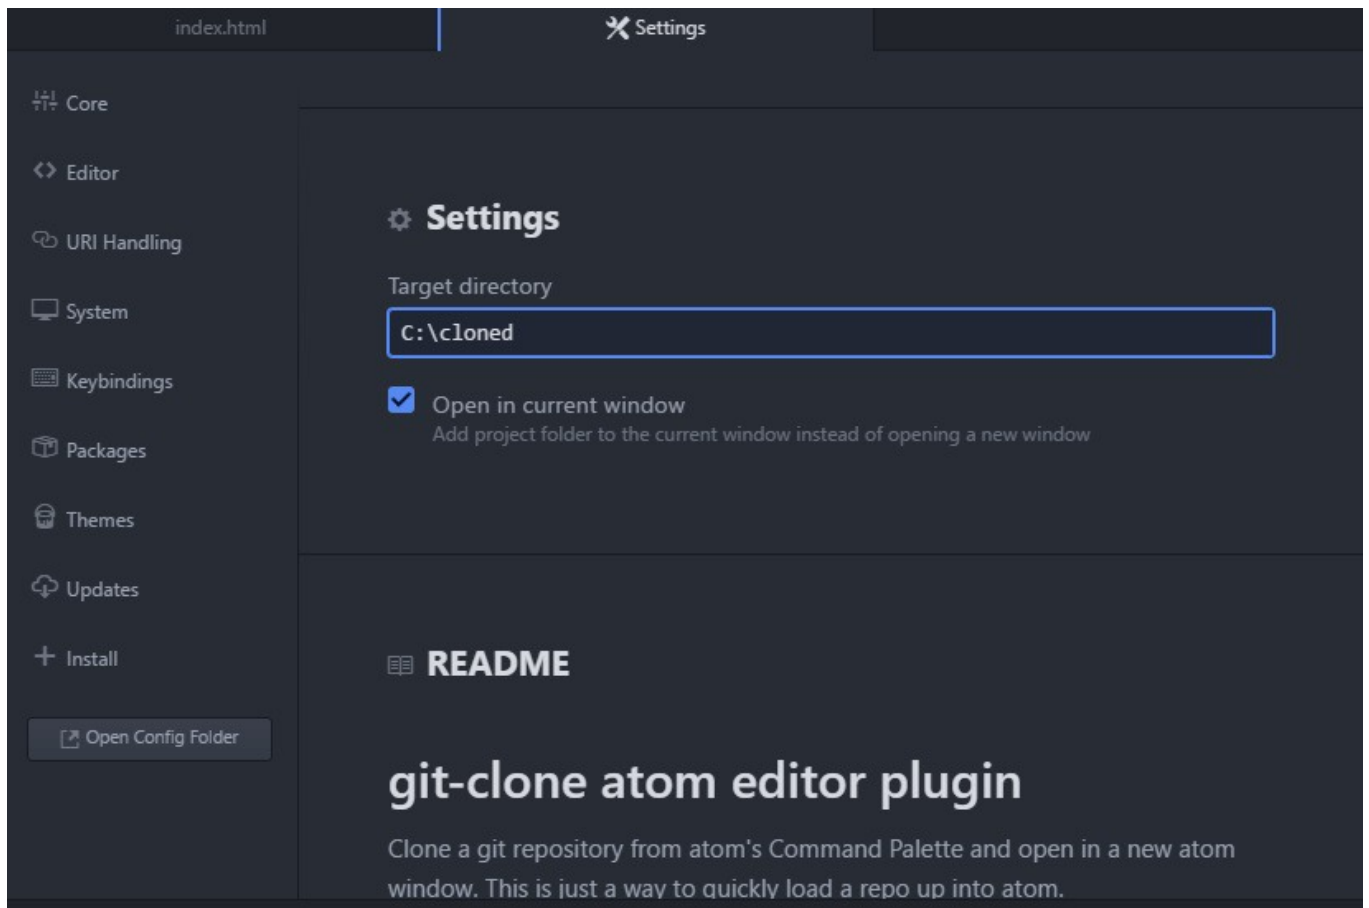 index.html
Settings
Core
Editor
URI Handling
System
Keybindings
Packages
Themes
Updates
Install
Open Config Folder
Settings
Target directory
C:\cloned
Open in current window
Add project folder to the current window instead of opening a new window
README
git-clone atom editor plugin
Clone a git repository from atom's Command Palette and open in a new atom
window. This is just a way to quickly load a repo up into atom.